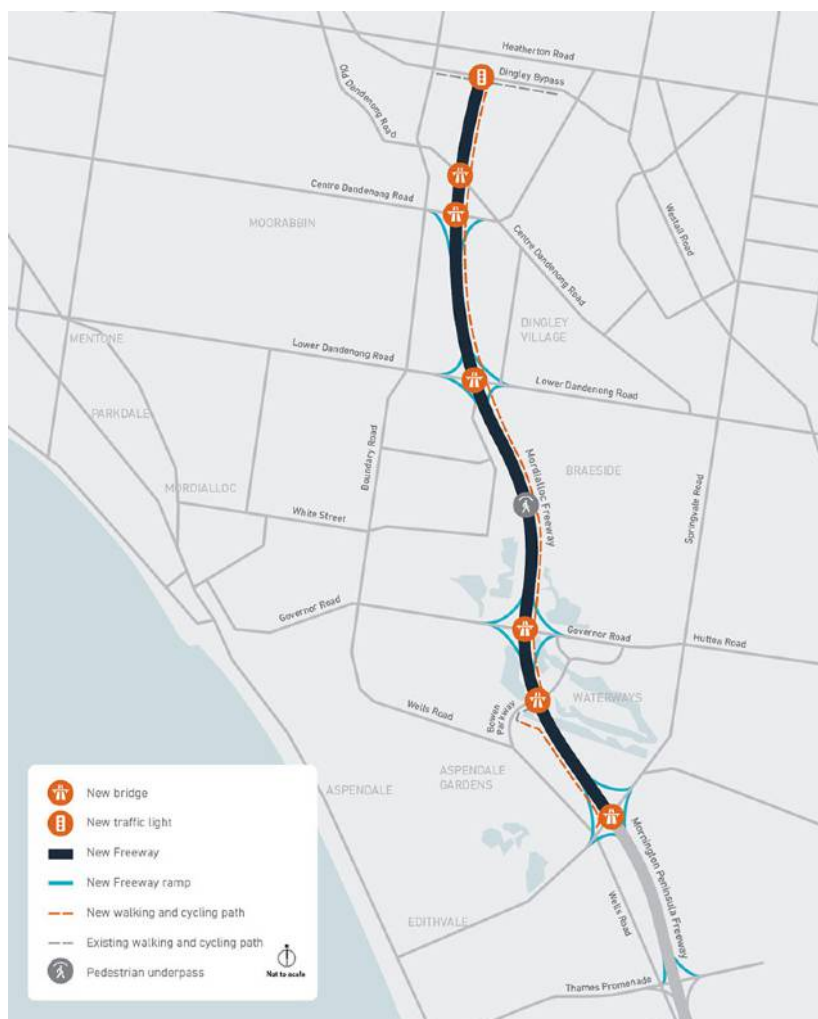 Heatherton Road
Dingley Bypass
Old Dandenong Road
Centre Dandenong Road
MOORABBIN
Westall Road
Centre Dandenong Road
DINGLEY
VILLAGE
MENTONE
Lower Dandenong Road
Lower Dandenong Road
PARKDALE
Boundary Road
Mordialloc Freeway
BRAESIDE
Springvale Road
MORDIALLOC
White Street
Governor Road
Governor Road
Hutton Road
WATERWAYS
Wells Road
Bowen
Parkway
ASPENDALE
ASPENDALE
GARDENS
Mornington Peninsula Freeway
EDITHVALE
Wells Road
Thames Promenade
New bridge
New traffic light
New Freeway
New Freeway ramp
New walking and cycling path
Existing walking and cycling path
Pedestrian underpass
Not to scale